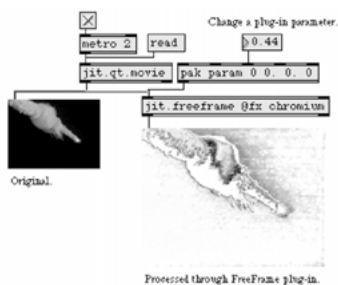 Change a plug-in parameter.
metro 2
read
0.44
jit.qt.movie
pak param 0 0. 0. 0
jit.freeframe @fx chromium
Original.
Processed through FreeFrame plug-in.